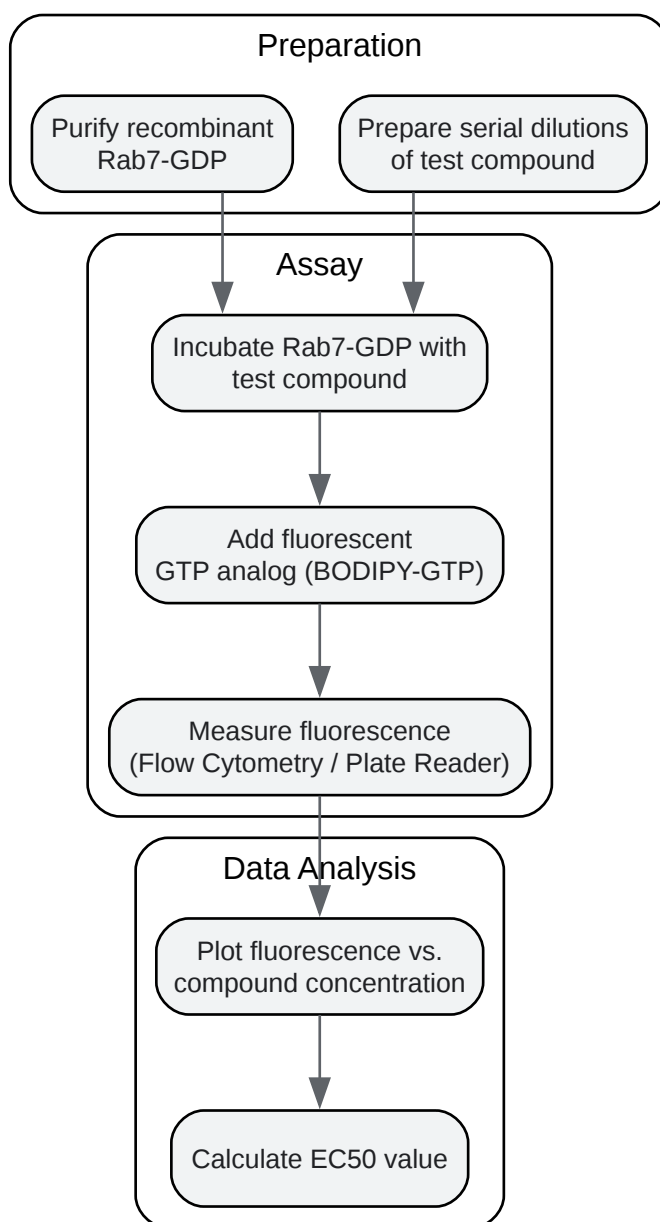 Preparation
Purify recombinant
Rab7-GDP
Prepare serial dilutions
of test compound
Assay
Incubate Rab7-GDP with
test compound
Add fluorescent
GTP analog (BODIPY-GTP)
Measure fluorescence
(Flow Cytometry / Plate Reader)
Data Analysis
Plot fluorescence vs.
compound concentration
Calculate EC50 value